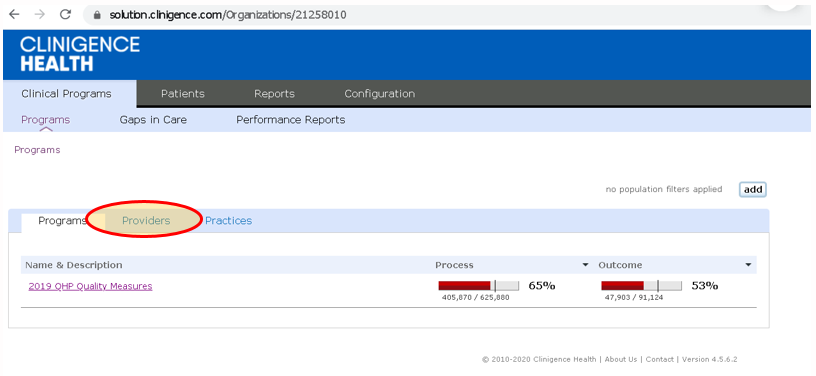 solution.clinigence.com/Organizations/21258010
CLINIGENCE
HEALTH
Clinical Programs Patients Reports Configuration
Programs Gaps in Care Performance Reports
Programs
no population filters applied add
Programs Providers Practices
Name & Description Process Outcome
2019 QHP Quality Measures 65% 53%
405,870 / 625,880 47,903 / 91,124
© 2010-2020 Clinigence Health | About Us | Contact | Version 4.5.6.2